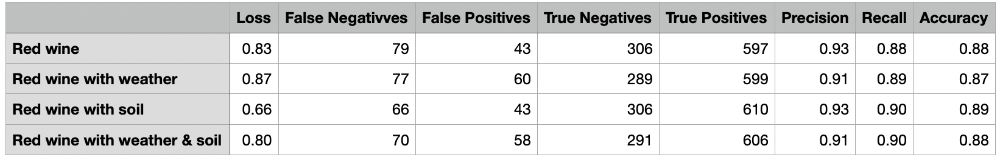 Loss False Negativves False Positives True Negatives True Positives Precision Recall Accuracy
Red wine 0.83 79 43 306 597 0.93 0.88 0.88
Red wine with weather 0.87 77 60 289 599 0.91 0.89 0.87
Red wine with soil 0.66 66 43 306 610 0.93 0.90 0.89
Red wine with weather & soil 0.80 70 58 291 606 0.91 0.90 0.88